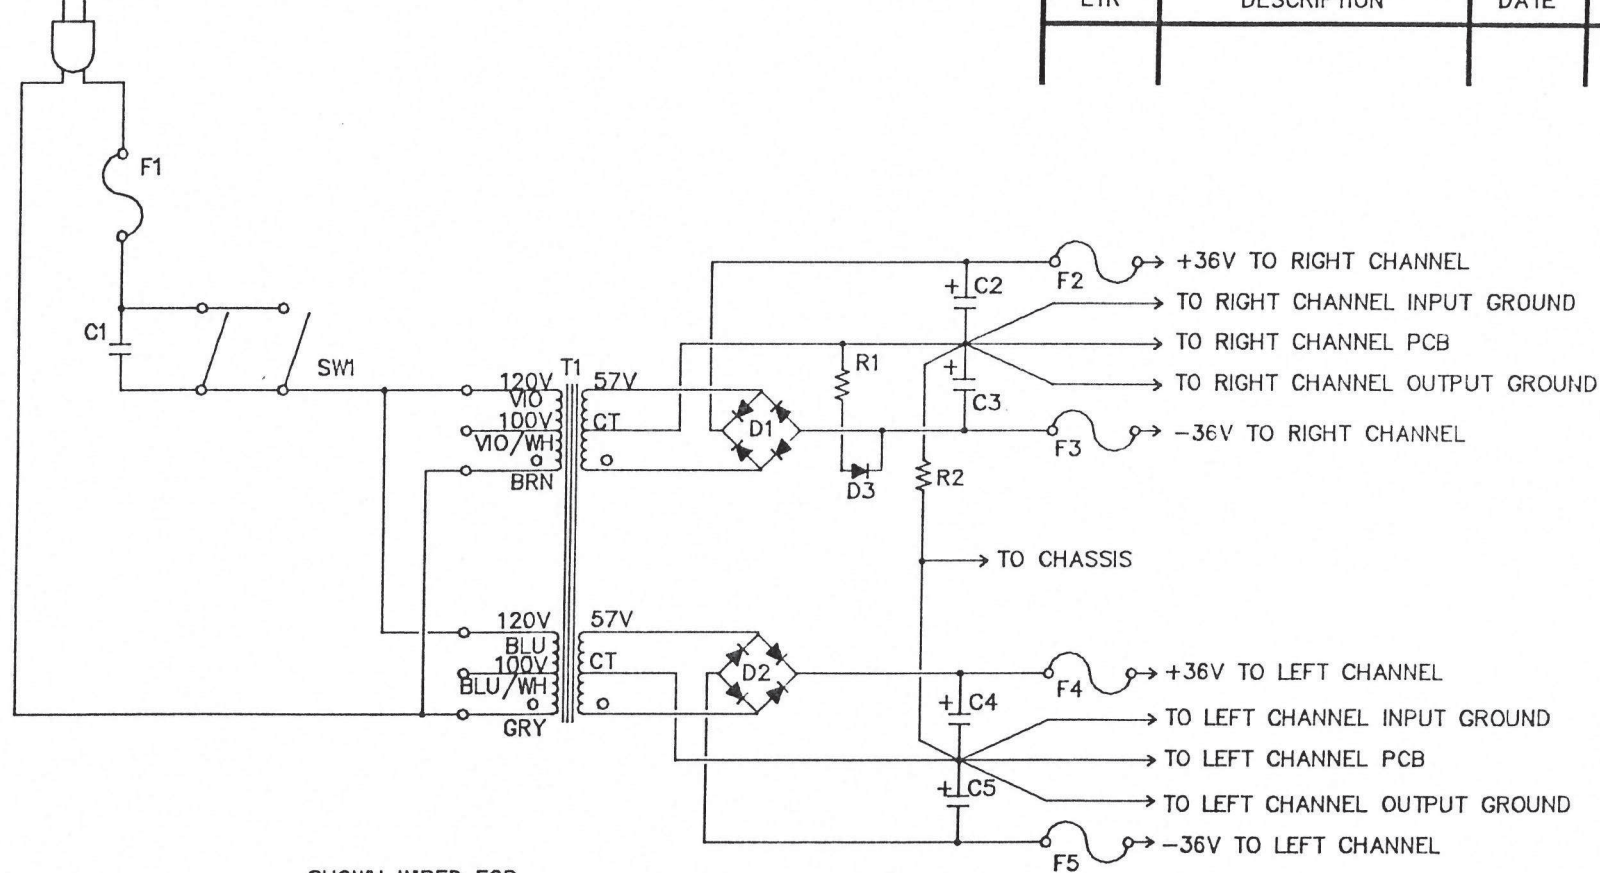 LTR DESCRIPTION DATE
F1
C1
SW1
T1
120V
VIO
100V
VIO/WH
BRN
57V
CT
D1
R1
D3
C2
C3
R2
F2
+36V TO RIGHT CHANNEL
TO RIGHT CHANNEL INPUT GROUND
TO RIGHT CHANNEL PCB
TO RIGHT CHANNEL OUTPUT GROUND
F3
-36V TO RIGHT CHANNEL
TO CHASSIS
120V
BLU
100V
BLU/WH
GRY
57V
CT
D2
+
C4
+
C5
F4
+36V TO LEFT CHANNEL
TO LEFT CHANNEL INPUT GROUND
TO LEFT CHANNEL PCB
TO LEFT CHANNEL OUTPUT GROUND
F5
-36V TO LEFT CHANNEL
SHOWN WIRED FOR